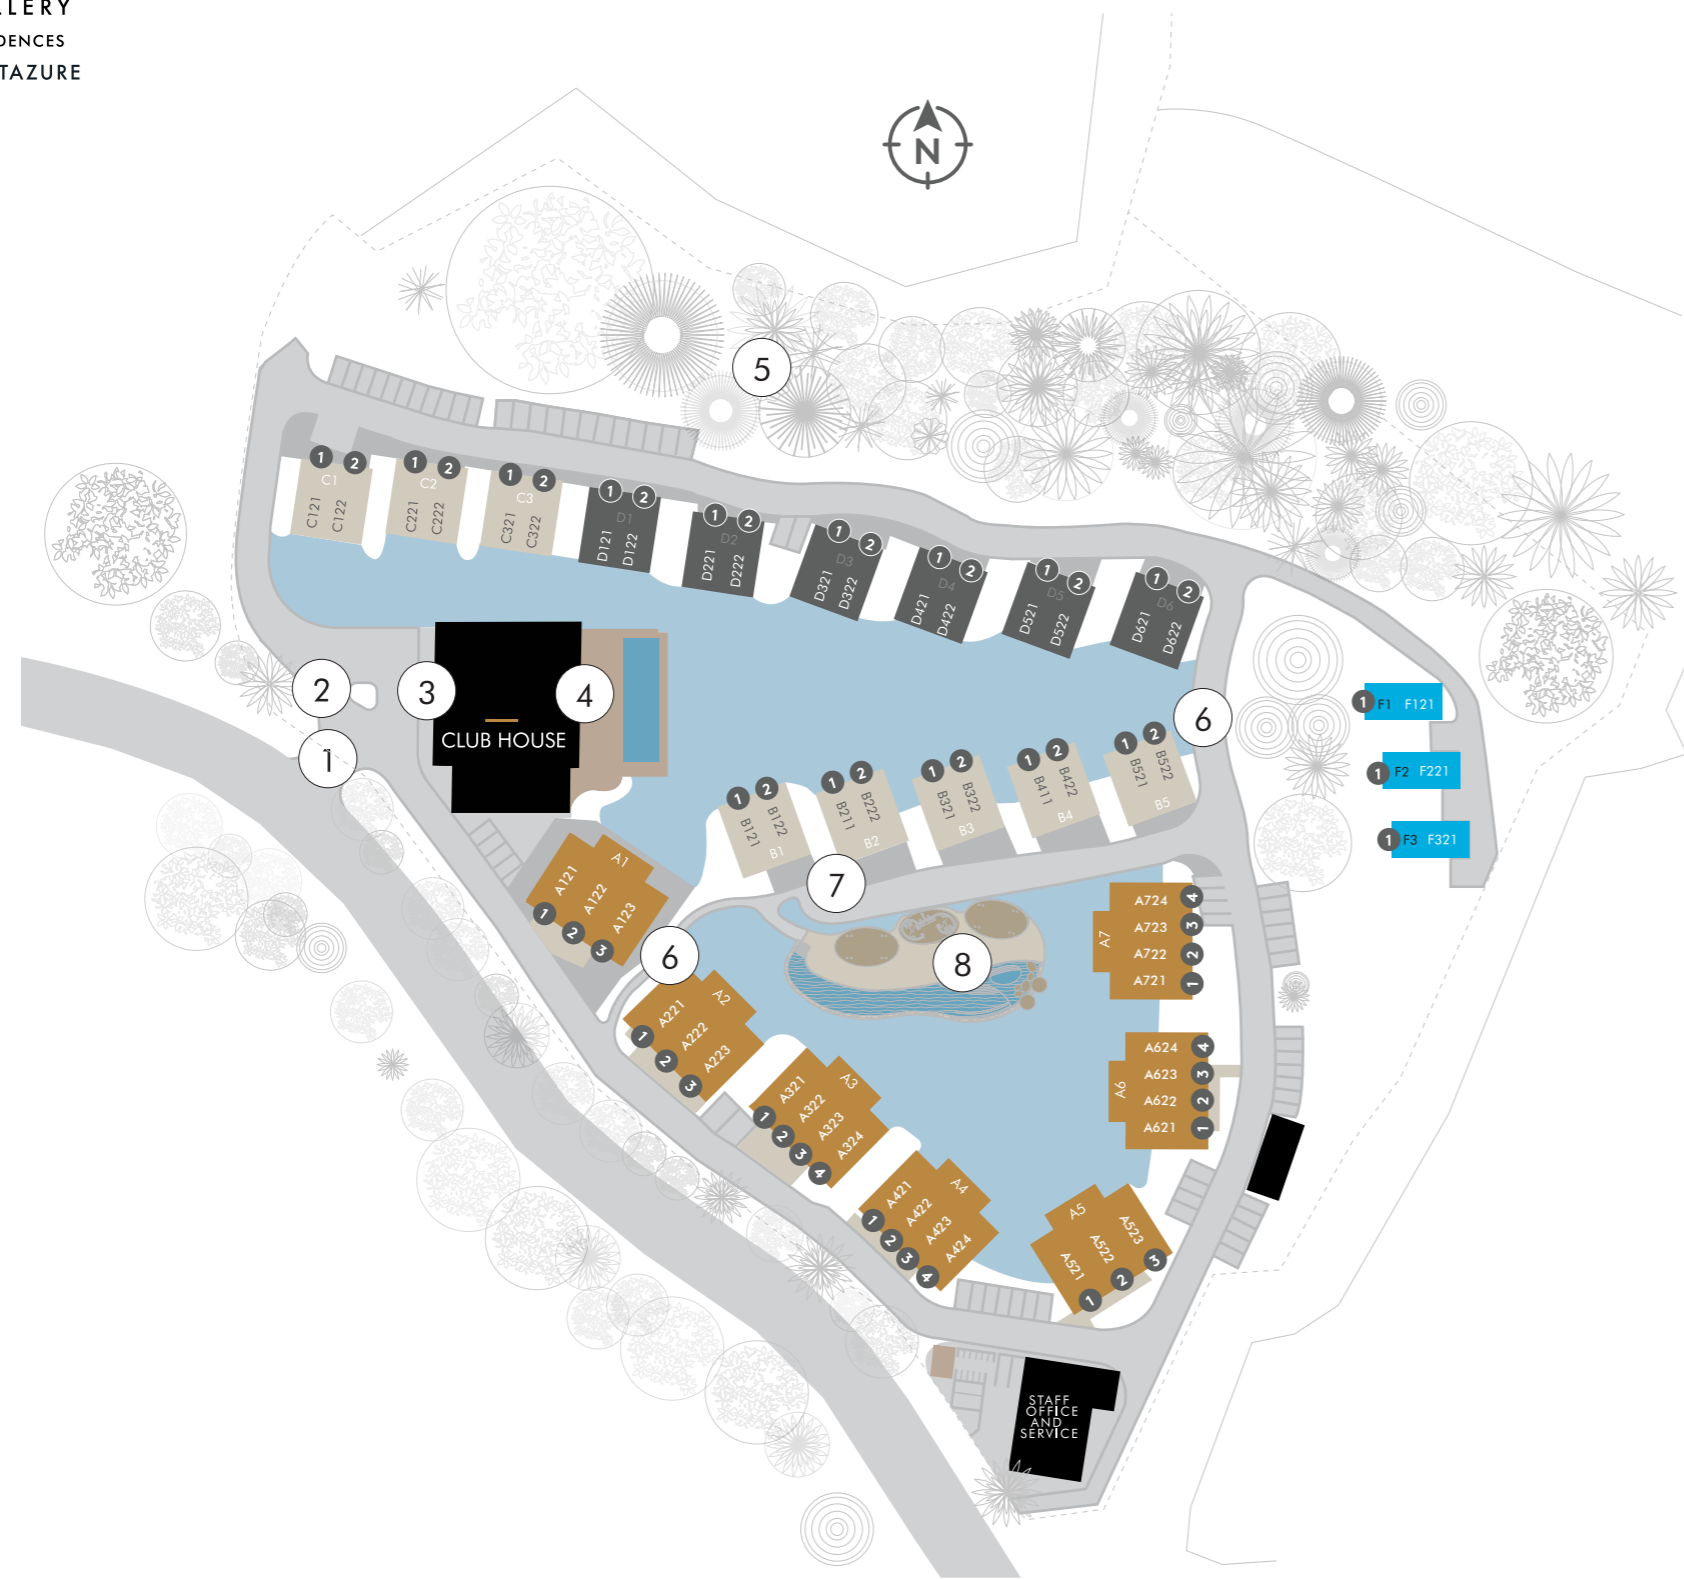 LLERY
DENCES
TAZURE
N
5
1 2
C1
C121
C122
1 2
C2
C221
C222
1 2
C3
C321
C322
1 2
D1
D121
D122
1 2
D2
D221
D222
1 2
D3
D321
D322
1 2
D4
D421
D422
1 2
D5
D521
D522
1 2
D6
D621
D622
2
3
4
CLUB HOUSE
1
6
1 F1 F121
1 F2 F221
1 F3 F321
1 2
B121
B122
B1
1 2
B211
B222
B2
1 2
B321
B322
B3
1 2
B411
B422
B4
1 2
B521
B522
B5
7
8
6
A1
A121
A122
A123
1
2
3
A2
A221
A222
A223
1
2
3
A3
A321
A322
A323
A324
1
2
3
4
A4
A421
A422
A423
A424
1
2
3
4
A5
A521
A522
A523
1
2
3
A7
A724 4
A723 3
A722 2
A721 1
A6
A624 4
A623 3
A622 2
A621 1
STAFF
OFFICE
AND
SERVICE